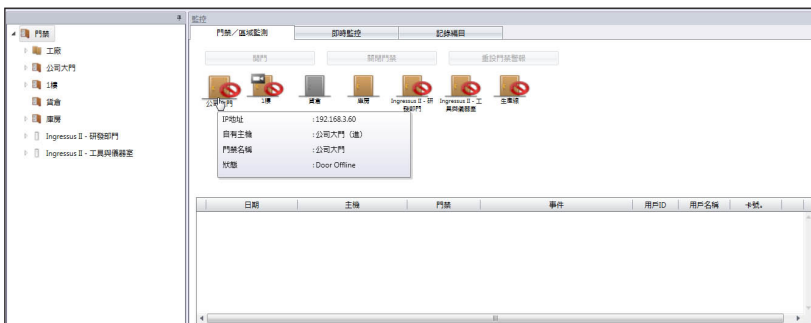 監控
門禁
工廠
公司大門
1樓
貨倉
庫房
Ingressus II - 研發部門
Ingressus II - 工具與儀器室
門禁／區域監測
即時監控
記錄編目
開門
關閉門禁
重設門禁警報
1樓
貨倉
庫房
Ingressus II - 研
發部門
Ingressus II - 工
具與儀器室
生產線
IP地址 : 192.168.3.60
自有主機 : 公司大門（進）
門禁名稱 : 公司大門
狀態 : Door Offline
日期 主機 門禁 事件 用戶ID 用戶名稱 卡號